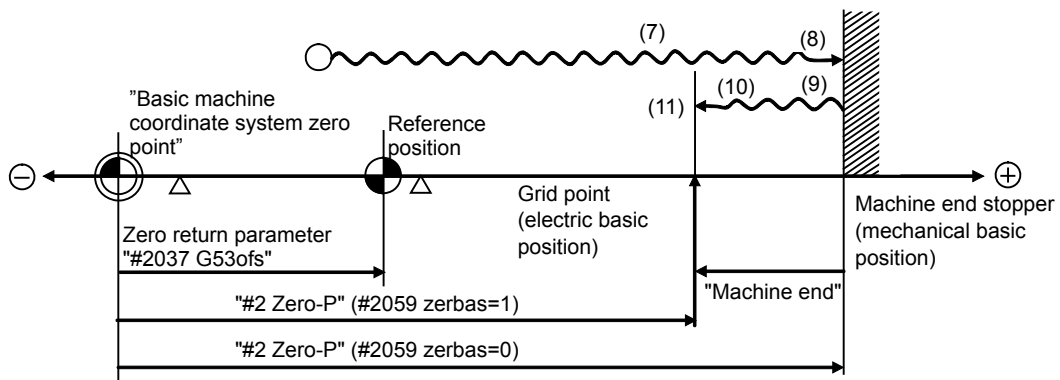 (7)
(8)
(9)
(10)
(11)
"Basic machine
coordinate system zero
point"
Reference
position
−
+
Grid point
(electric basic
position)
Machine end stopper
(mechanical basic
position)
Zero return parameter
"#2037 G53ofs"
"Machine end"
"#2 Zero-P" (#2059 zerbas=1)
"#2 Zero-P" (#2059 zerbas=0)